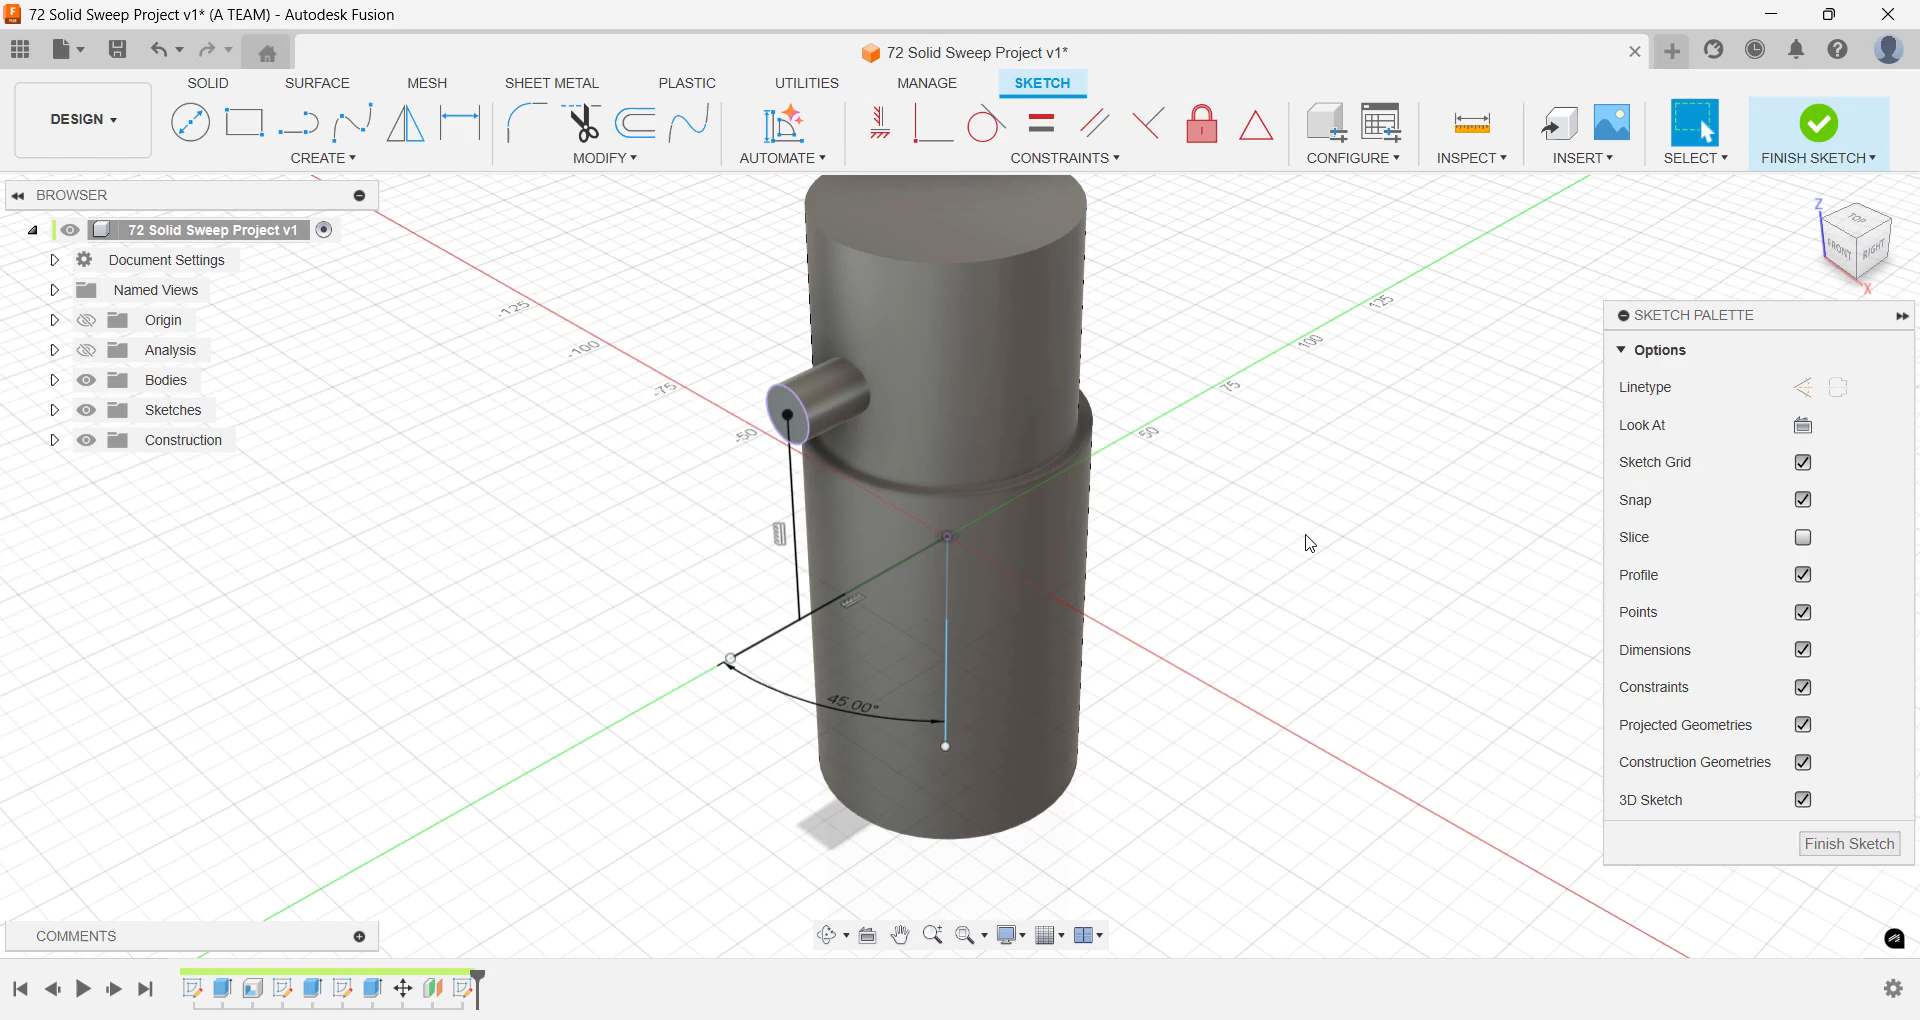 72 Solid Sweep Project v1* (A TEAM) - Autodesk Fusion
72 Solid Sweep Project v1*
SOLID SURFACE MESH SHEET METAL PLASTIC UTILITIES MANAGE SKETCH
DESIGN
CREATE MODIFY AUTOMATE CONSTRAINTS CONFIGURE INSPECT INSERT SELECT FINISH SKETCH
BROWSER
72 Solid Sweep Project v1
Document Settings
Named Views
Origin
Analysis
Bodies
Sketches
Construction
-125
-100
-75
-50
125
100
75
50
45.00°
Z
TOP
FRONT
RIGHT
X
SKETCH PALETTE
Options
Linetype
Look At
Sketch Grid
Snap
Slice
Profile
Points
Dimensions
Constraints
Projected Geometries
Construction Geometries
3D Sketch
Finish Sketch
COMMENTS